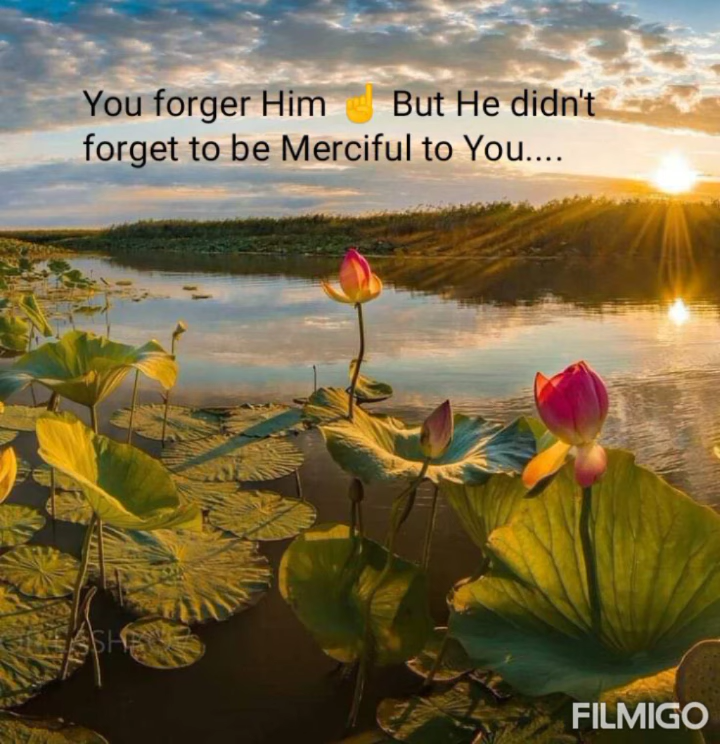 You forger Him ☝ But He didn't
forget to be Merciful to You....
FILMIGO